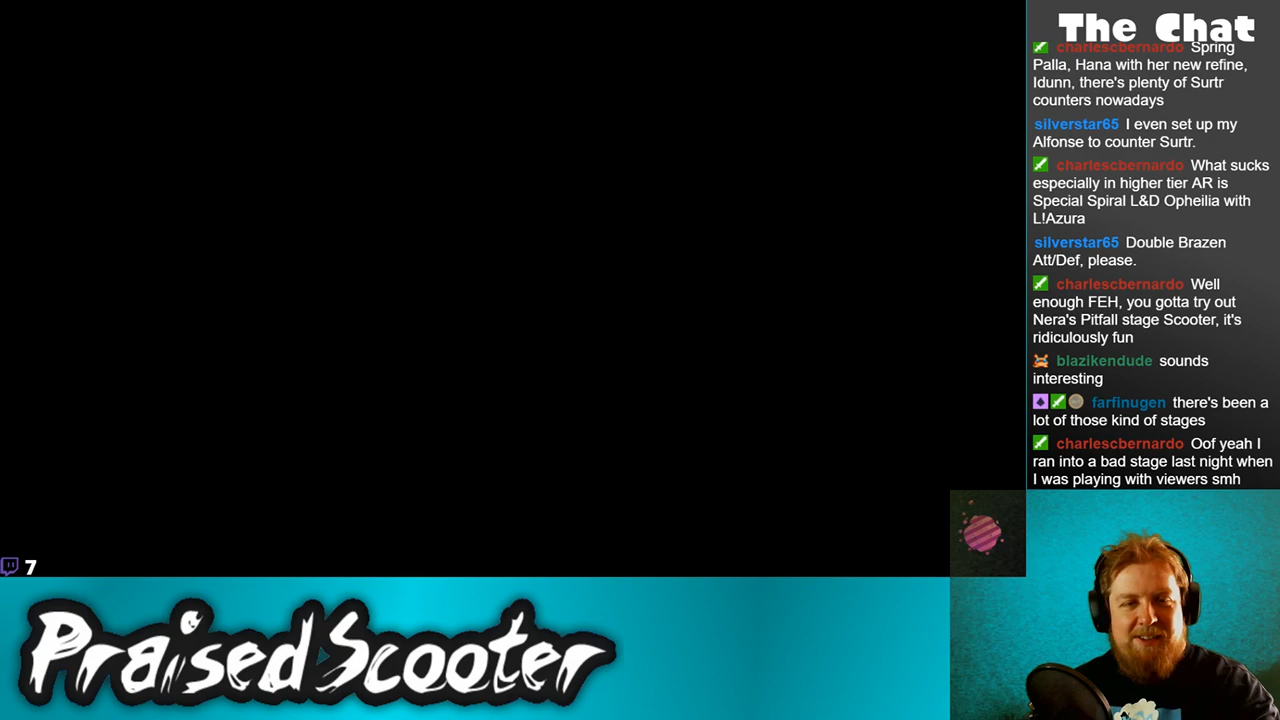 The Chat
charlescbernardo Spring
Palla, Hana with her new refine,
Idunn, there's plenty of Surtr
counters nowadays
silverstar65 I even set up my
Alfonse to counter Surtr.
charlescbernardo What sucks
especially in higher tier AR is
Special Spiral L&D Opheilia with
L!Azura
silverstar65 Double Brazen
Att/Def, please.
charlescbernardo Well
enough FEH, you gotta try out
Nera's Pitfall stage Scooter, it's
ridiculously fun
blazikendude sounds
interesting
farfinugen there's been a
lot of those kind of stages
charlescbernardo Oof yeah I
ran into a bad stage last night when
I was playing with viewers smh
7
PraisedScooter